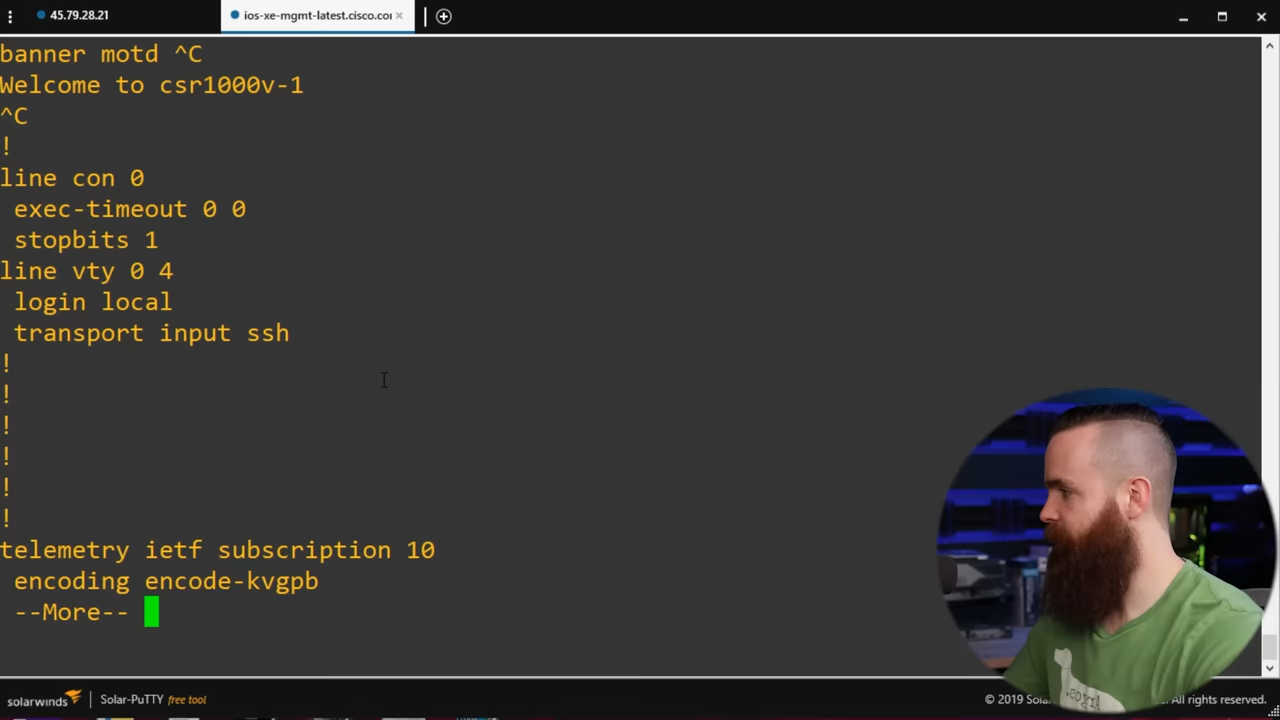 45.79.28.21
ios-xe-mgmt-latest.cisco.co
banner motd ^C
Welcome to csr1000v-1
^C
!
line con 0
 exec-timeout 0 0
 stopbits 1
line vty 0 4
 login local
 transport input ssh
!
!
!
!
!
!
telemetry ietf subscription 10
 encoding encode-kvgpb
 --More--
solarwinds Solar-PuTTY free tool
© 2019 All rights reserved.